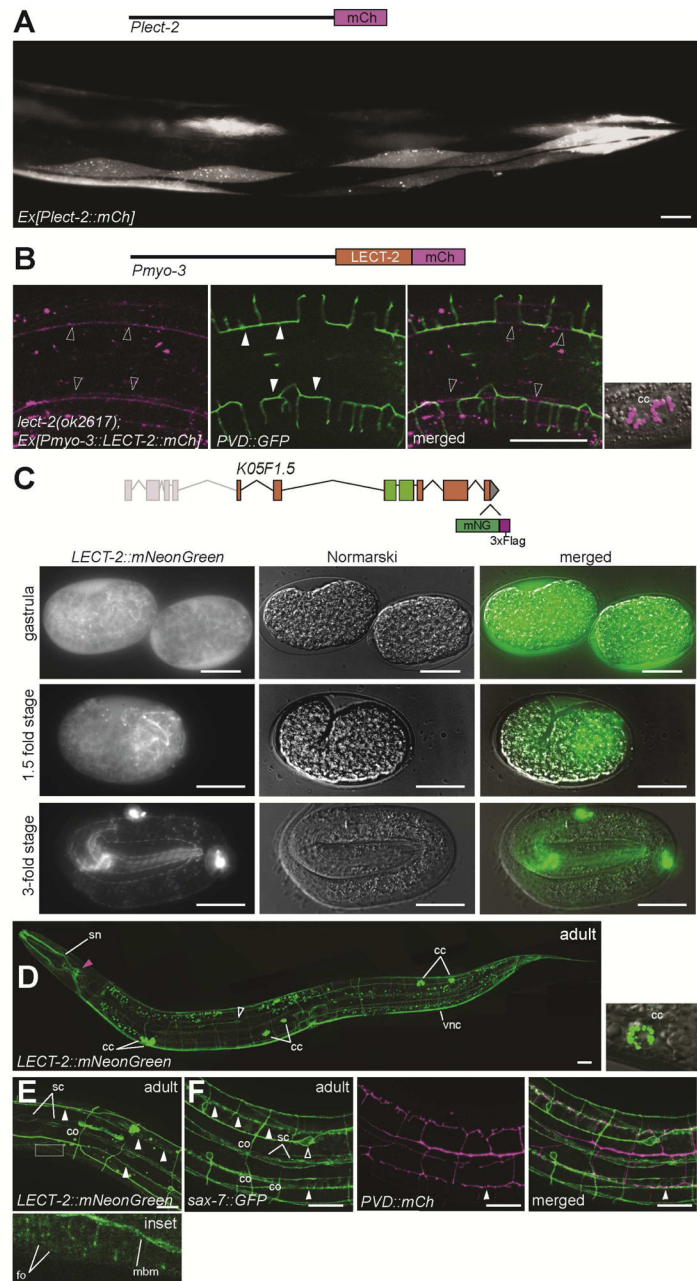 A
Plect-2
mCh
Ex[Plect-2::mCh]
B
Pmyo-3
LECT-2
mCh
lect-2(ok2617);
Ex[Pmyo-3::LECT-2::mCh]
PVD::GFP
merged
cc
C
K05F1.5
mNG
3xFlag
LECT-2::mNeonGreen
Normarski
merged
gastrula
1.5 fold stage
3-fold stage
D
sn
adult
cc
cc
cc
vnc
LECT-2::mNeonGreen
cc
E
adult
sc
co
LECT-2::mNeonGreen
inset
fo
mbm
F
adult
co
sc
co
co
sax-7::GFP
PVD::mCh
merged